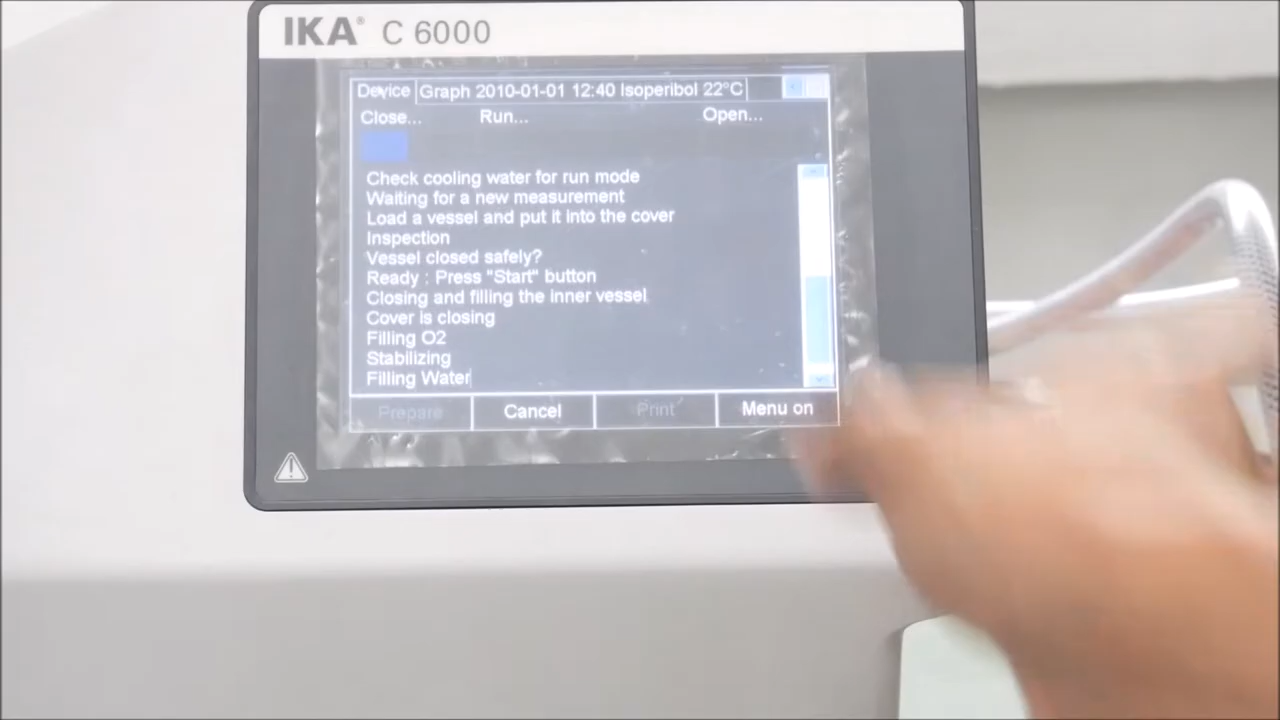 IKA® C 6000
Device Graph 2010-01-01 12:40 Isoperibol 22°C
Close... Run... Open...
Check cooling water for run mode
Waiting for a new measurement
Load a vessel and put it into the cover
Inspection
Vessel closed safely?
Ready : Press "Start" button
Closing and filling the inner vessel
Cover is closing
Filling O2
Stabilizing
Filling Water
Prepare Cancel Print Menu on